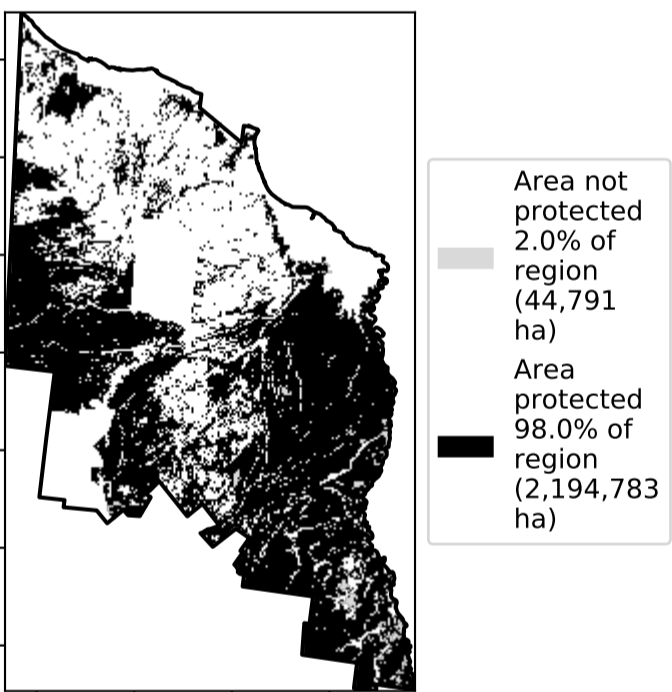 Area not
protected
2.0% of
region
(44,791
ha)
Area
protected
98.0% of
region
(2,194,783
ha)